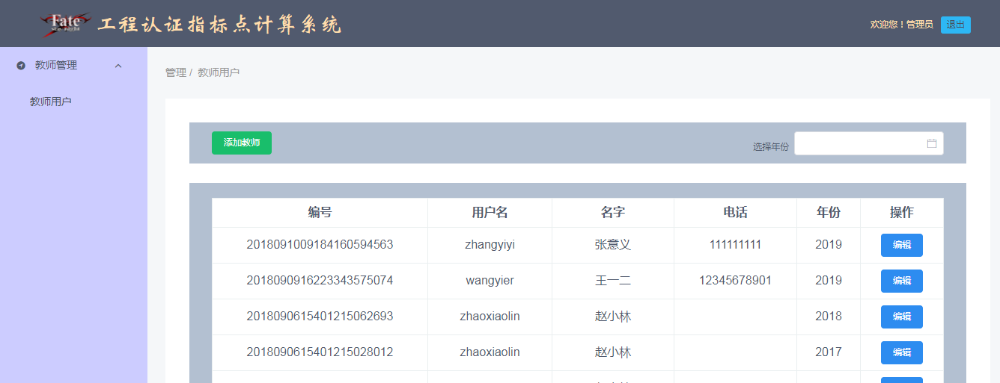 Fate
stay night
工程认证指标点计算系统
欢迎您！管理员 退出
教师管理
教师用户
管理 / 教师用户
添加教师 选择年份
编号 用户名 名字 电话 年份 操作
2018091009184160594563 zhangyiyi 张意义 111111111 2019 编辑
2018090916223343575074 wangyier 王一二 12345678901 2019 编辑
2018090615401215062693 zhaoxiaolin 赵小林 2018 编辑
2018090615401215028012 zhaoxiaolin 赵小林 2017 编辑